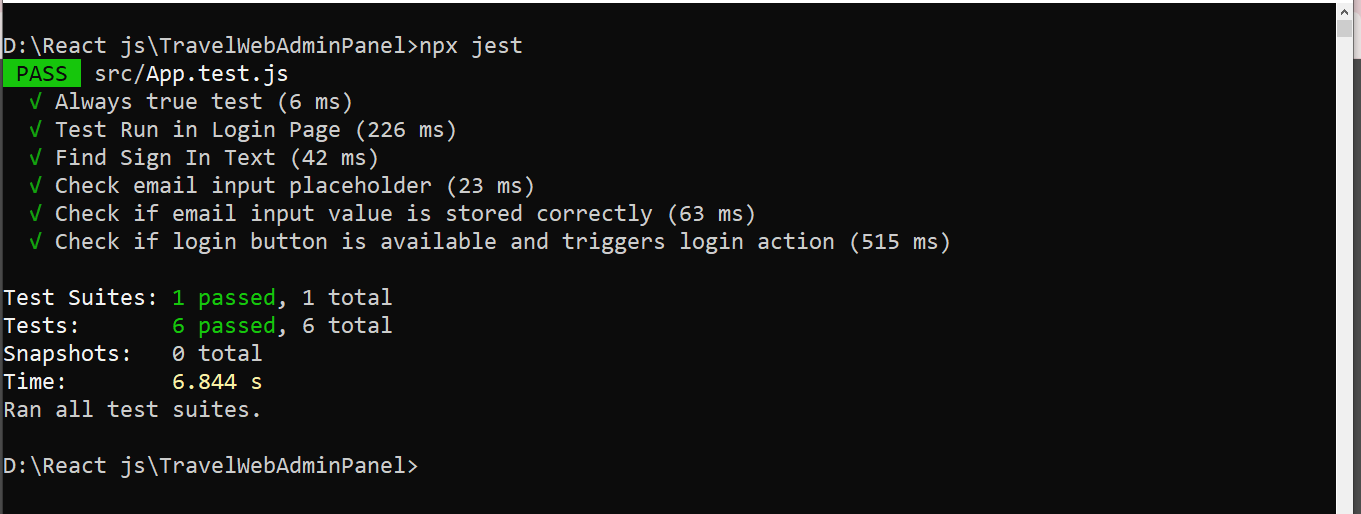 D:\React js\TravelWebAdminPanel>npx jest
PASS src/App.test.js
√ Always true test (6 ms)
√ Test Run in Login Page (226 ms)
√ Find Sign In Text (42 ms)
√ Check email input placeholder (23 ms)
√ Check if email input value is stored correctly (63 ms)
√ Check if login button is available and triggers login action (515 ms)
Test Suites: 1 passed, 1 total
Tests: 6 passed, 6 total
Snapshots: 0 total
Time: 6.844 s
Ran all test suites.
D:\React js\TravelWebAdminPanel>